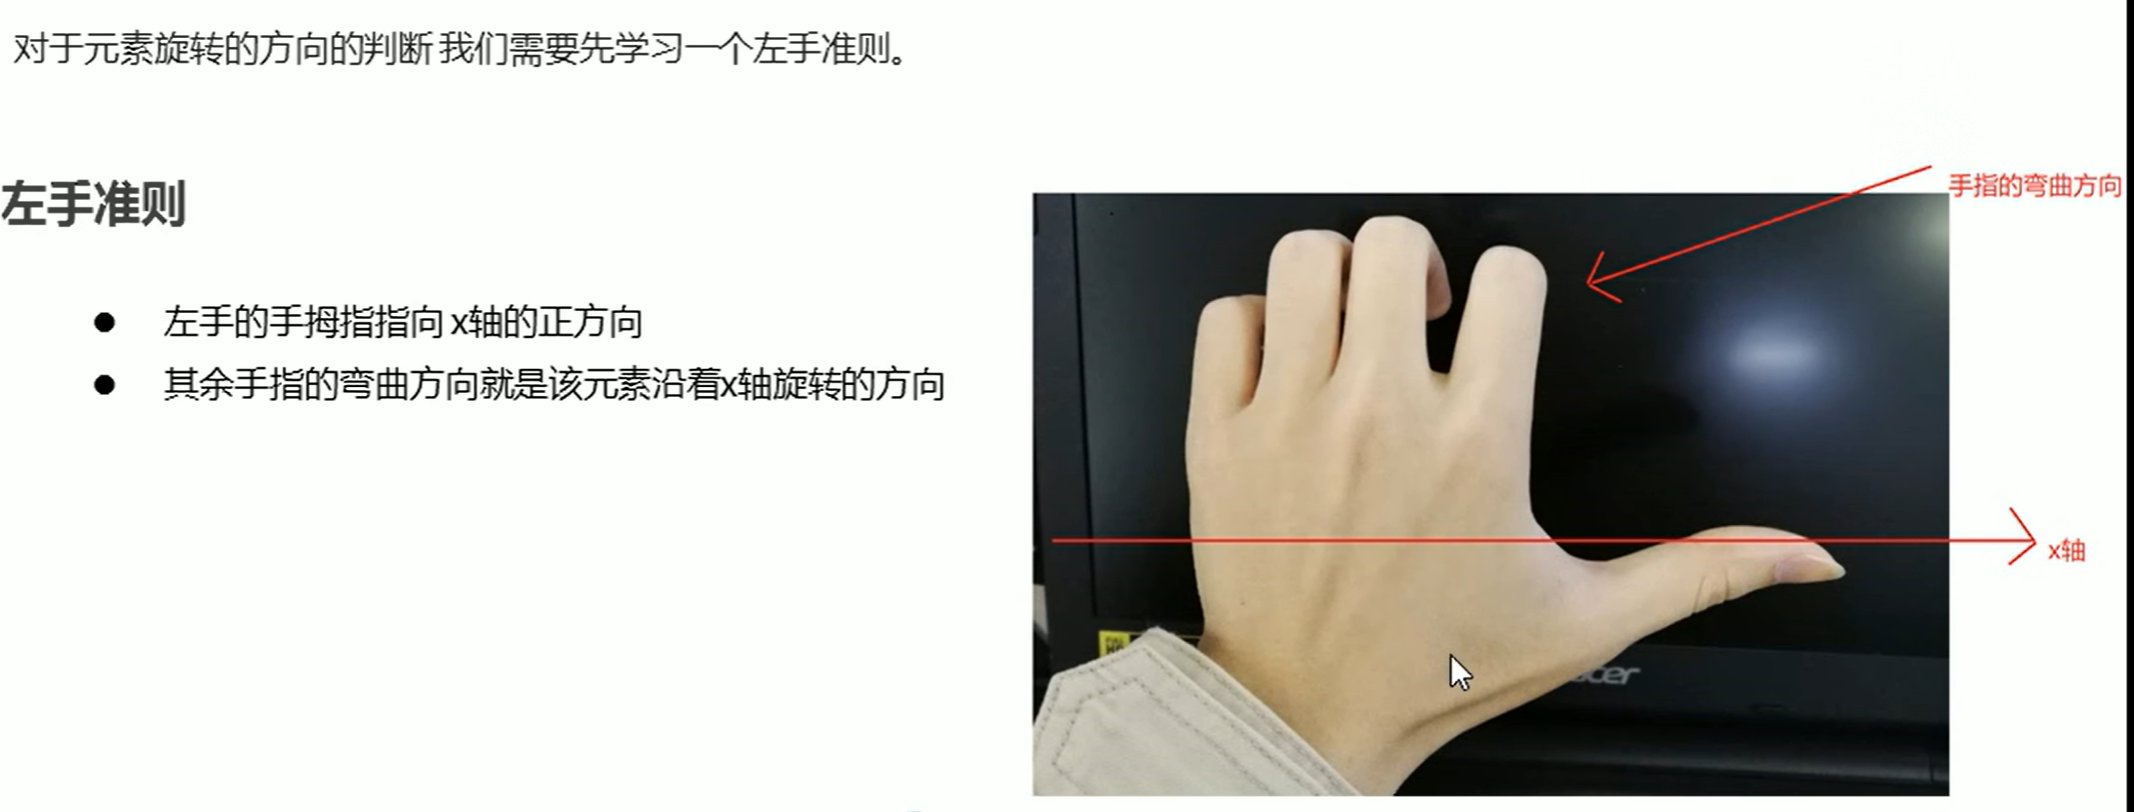 对于元素旋转的方向的判断 我们需要先学习一个左手准则。
左手准则
手指的弯曲方向
● 左手的手拇指指向 x轴的正方向
● 其余手指的弯曲方向就是该元素沿着x轴旋转的方向
x轴